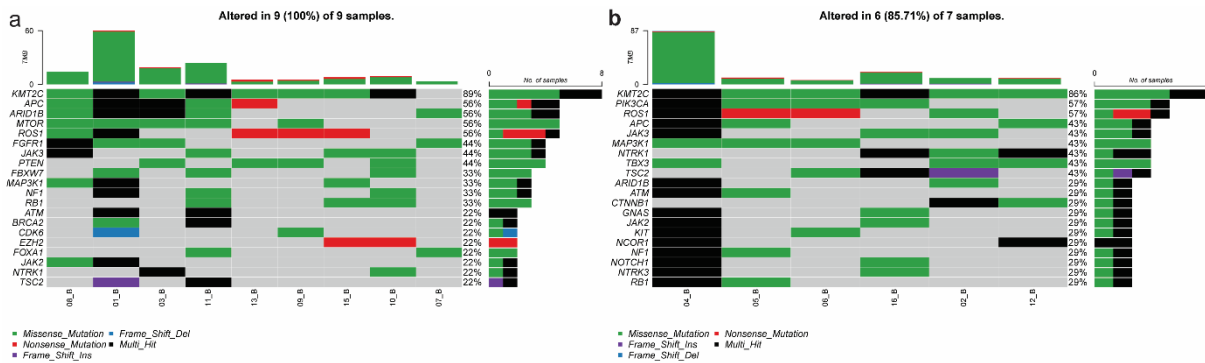 a
Altered in 9 (100%) of 9 samples.
60
TMB
0
No. of samples
0 8
KMT2C 89%
APC 56%
ARID1B 56%
MTOR 56%
ROS1 56%
FGFR1 44%
JAK3 44%
PTEN 44%
FBXW7 33%
MAP3K1 33%
NF1 33%
RB1 33%
ATM 22%
BRCA2 22%
CDK6 22%
EZH2 22%
FOXA1 22%
JAK2 22%
NTRK1 22%
TSC2 22%
08_B 01_B 03_B 11_B 13_B 09_B 15_B 10_B 07_B
Missense_Mutation Frame_Shift_Del
Nonsense_Mutation Multi_Hit
Frame_Shift_Ins
b
Altered in 6 (85.71%) of 7 samples.
87
TMB
0
No. of samples
0 6
KMT2C 86%
PIK3CA 57%
ROS1 57%
APC 43%
JAK3 43%
MAP3K1 43%
NTRK1 43%
TBX3 43%
TSC2 43%
ARID1B 29%
ATM 29%
CTNNB1 29%
GNAS 29%
JAK2 29%
KIT 29%
NCOR1 29%
NF1 29%
NOTCH1 29%
NTRK3 29%
RB1 29%
04_B 05_B 06_B 16_B 02_B 12_B
Missense_Mutation Nonsense_Mutation
Frame_Shift_Ins Multi_Hit
Frame_Shift_Del